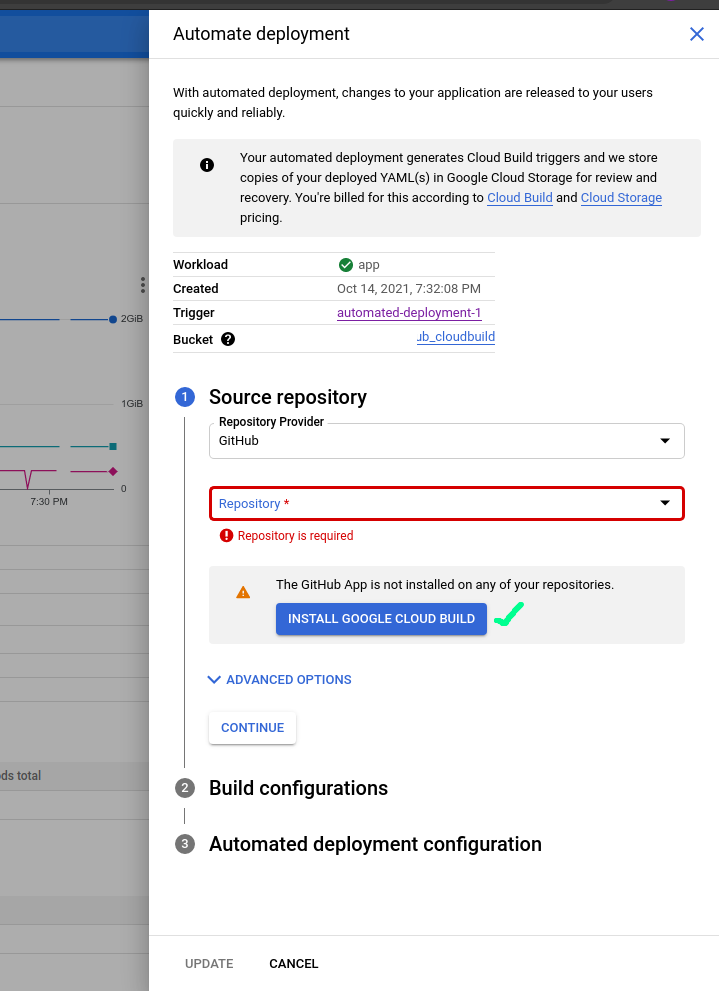 Automate deployment
With automated deployment, changes to your application are released to your users
quickly and reliably.
Your automated deployment generates Cloud Build triggers and we store
copies of your deployed YAML(s) in Google Cloud Storage for review and
recovery. You're billed for this according to Cloud Build and Cloud Storage
pricing.
Workload app
Created Oct 14, 2021, 7:32:08 PM
Trigger automated-deployment-1
Bucket ub_cloudbuild
2GiB
1GiB
0
7:30 PM
1 Source repository
Repository Provider
GitHub
Repository *
Repository is required
The GitHub App is not installed on any of your repositories.
INSTALL GOOGLE CLOUD BUILD
ADVANCED OPTIONS
CONTINUE
ds total
2 Build configurations
3 Automated deployment configuration
UPDATE CANCEL